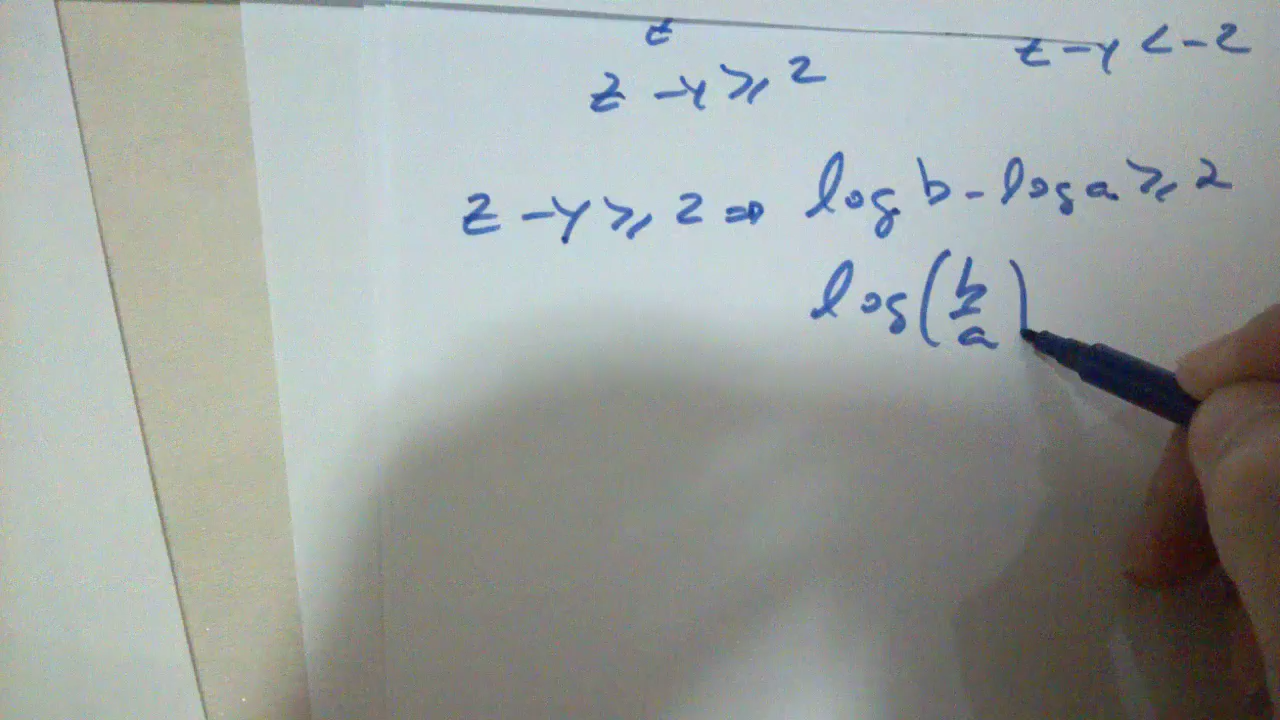 z
z - y ⩾ 2
z - y < - 2
z - y ⩾ 2 ⇒ log b - log a ⩾ 2
log(b/a)